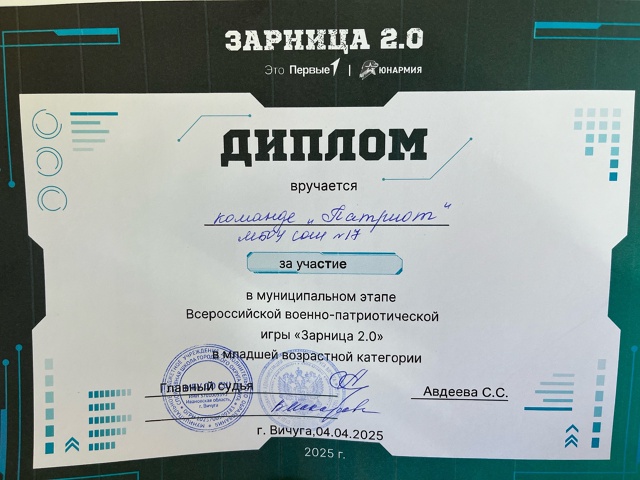 ЗАРНИЦА 2.0
Это Первые | ЮНАРМИЯ
ДИПЛОМ
вручается
команде „Патриот"
МБОУ СОШ №17
за участие
в муниципальном этапе
Всероссийской военно-патриотической
игры «Зарница 2.0»
в младшей возрастной категории
Главный судья
Авдеева С.С.
г. Вичуга,04.04.2025
2025 г.